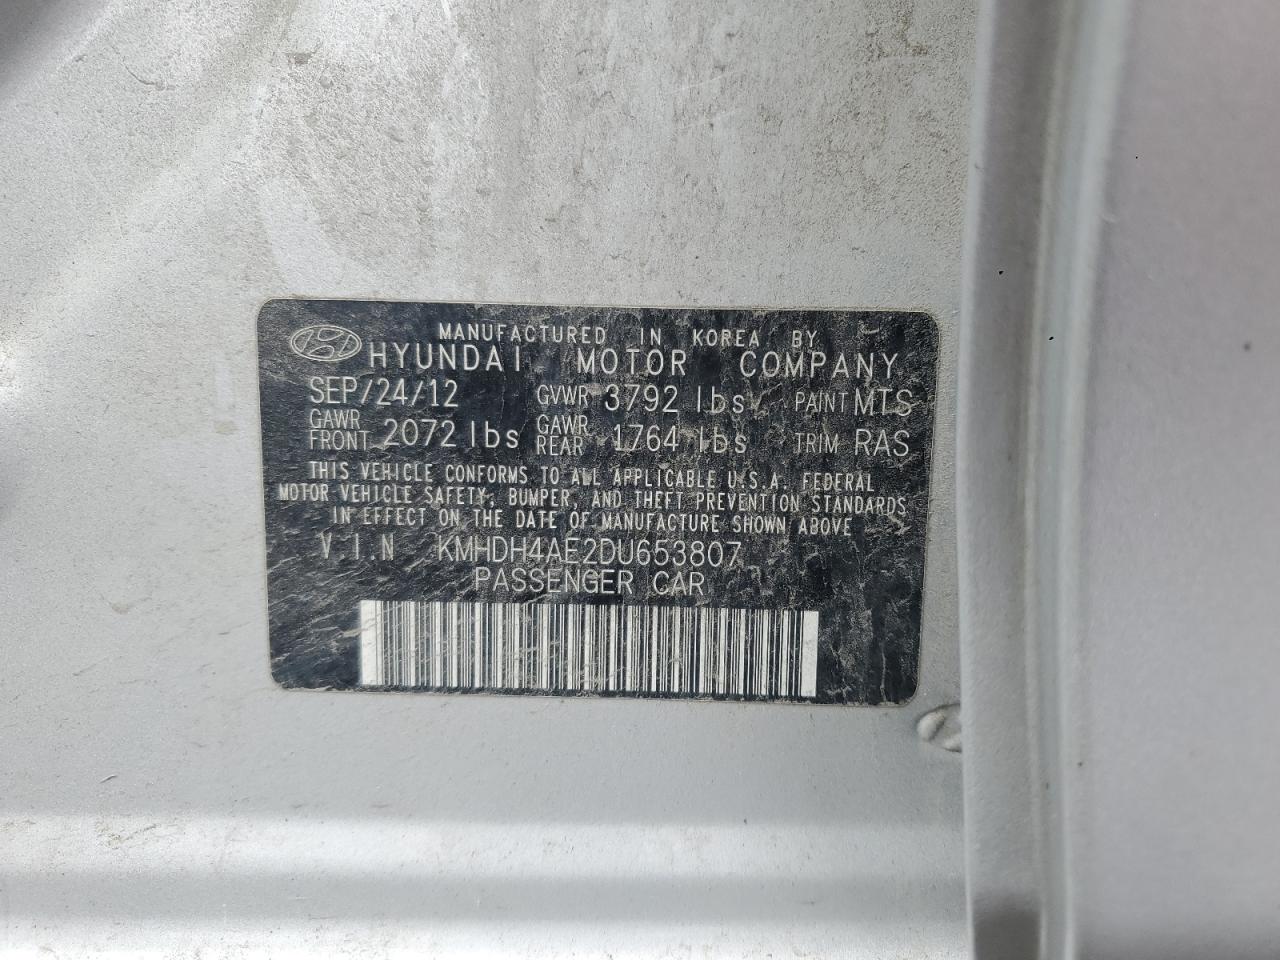 MANUFACTURED IN KOREA BY
HYUNDAI MOTOR COMPANY
SEP/24/12 GVWR 3792 lbs PAINT MTS
GAWR FRONT 2072 lbs GAWR REAR 1764 lbs TRIM RAS
THIS VEHICLE CONFORMS TO ALL APPLICABLE U.S.A. FEDERAL
MOTOR VEHICLE SAFETY, BUMPER, AND THEFT PREVENTION STANDARDS
IN EFFECT ON THE DATE OF MANUFACTURE SHOWN ABOVE
V.I.N KMHDH4AE2DU653807
PASSENGER CAR